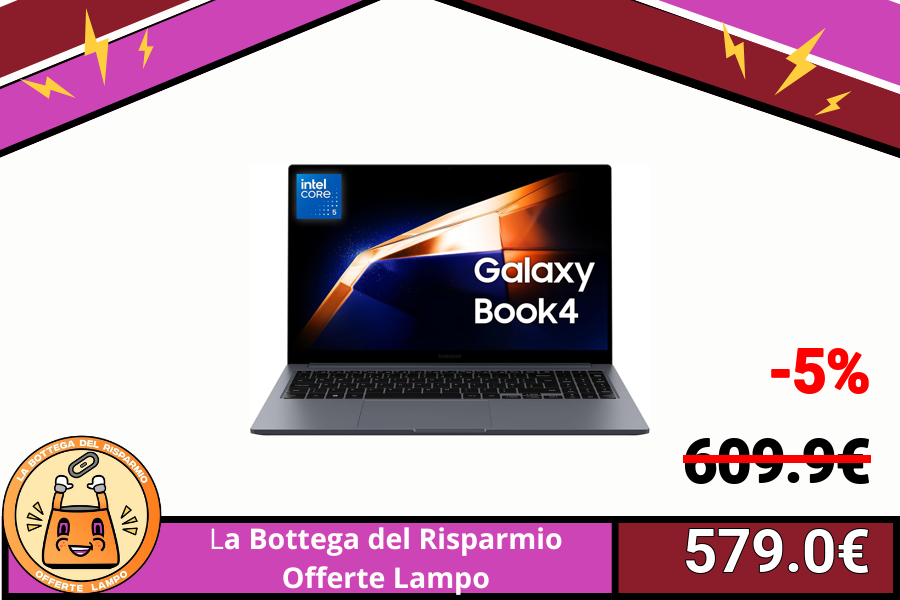 intel
CORE
5
Galaxy
Book4
-5%
609.9€
LA BOTTEGA DEL RISPARMIO
OFFERTE LAMPO
La Bottega del Risparmio
Offerte Lampo
579.0€